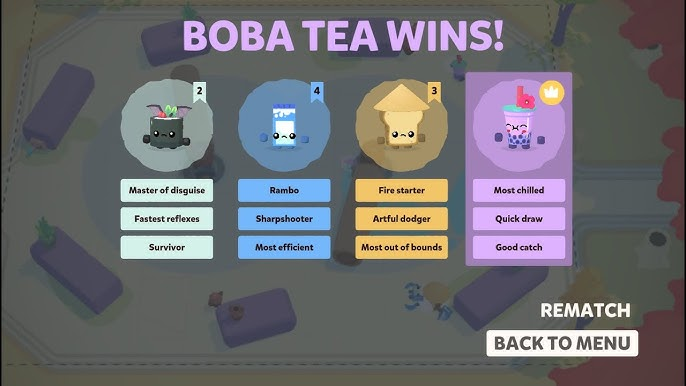 BOBA TEA WINS!
2
4
3
Master of disguise
Rambo
Fire starter
Most chilled
Fastest reflexes
Sharpshooter
Artful dodger
Quick draw
Survivor
Most efficient
Most out of bounds
Good catch
REMATCH
BACK TO MENU